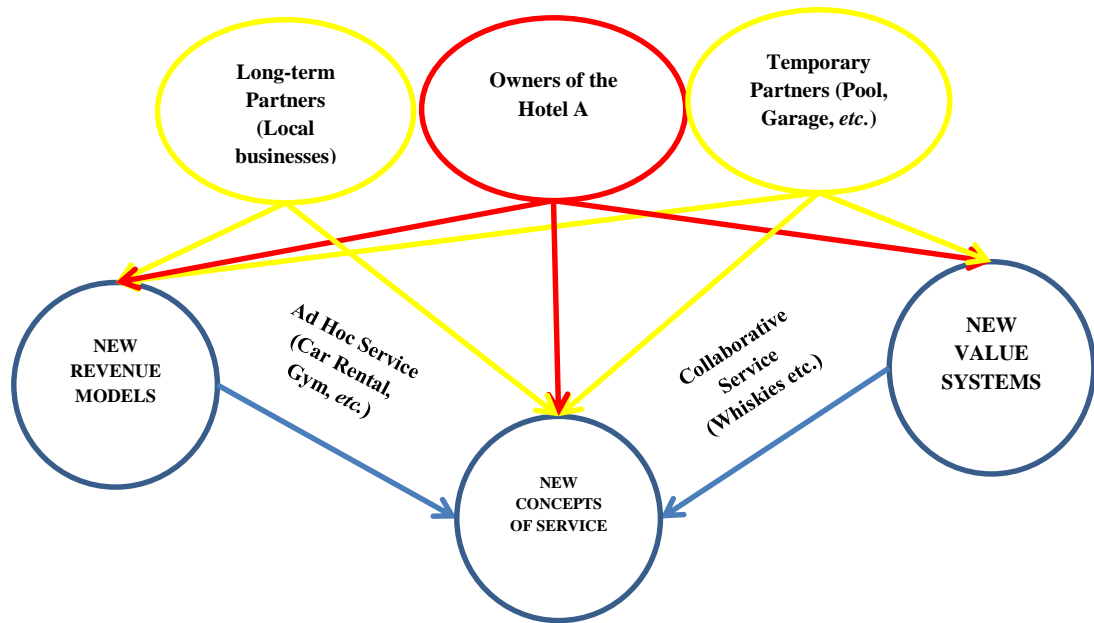 Long-term
Partners
(Local
businesses)
Owners of the
Hotel A
Temporary
Partners (Pool,
Garage, etc.)
NEW
REVENUE
MODELS
Ad Hoc Service
(Car Rental,
Gym, etc.)
Collaborative
Service
(Whiskies etc.)
NEW
VALUE
SYSTEMS
NEW
CONCEPTS
OF SERVICE